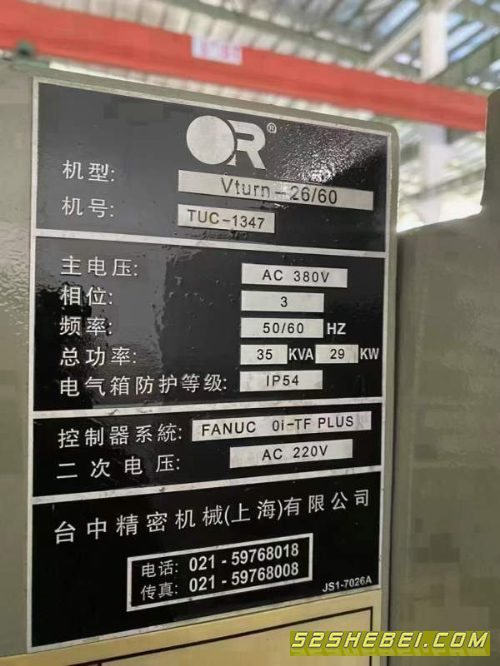 R®
机型: Vturn-26/60
机号: TUC-1347
主电压: AC 380V
相位: 3
频率: 50/60 HZ
总功率: 35 KVA 29 KW
电气箱防护等级: IP54
控制器系統: FANUC 0i-TF PLUS
二次电压: AC 220V
台中精密机械(上海)有限公司
电话: 021-59768018
传真: 021-59768008
JS1-7026A
52SHEBEI.COM